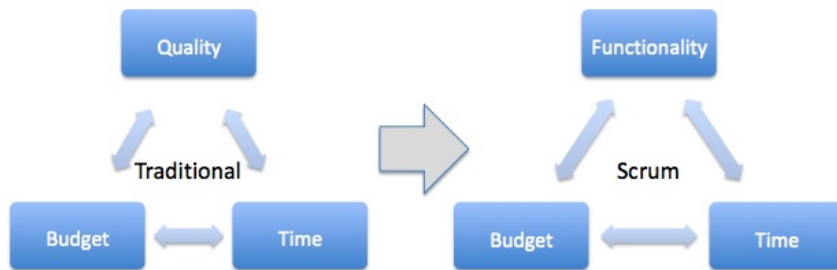 Quality
Traditional
Budget
Time
Functionality
Scrum
Budget
Time